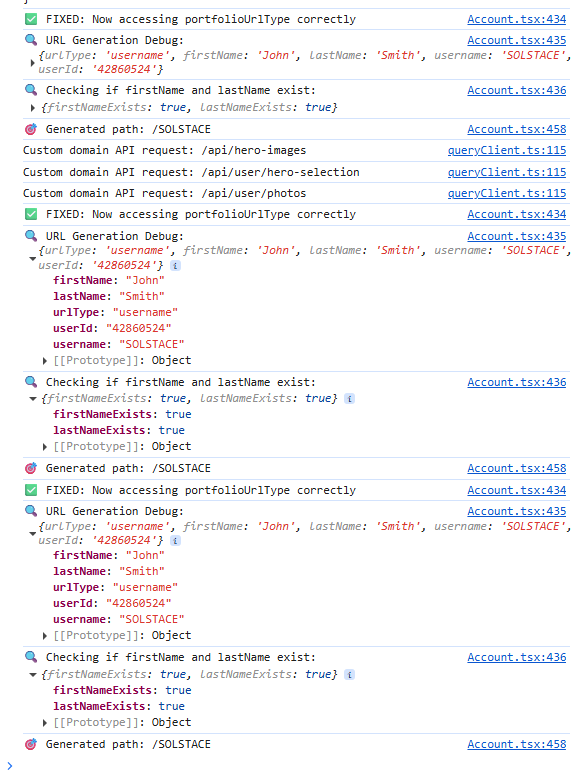 FIXED: Now accessing portfolioUrlType correctly Account.tsx:434
URL Generation Debug: Account.tsx:435
{urlType: 'username', firstName: 'John', lastName: 'Smith', username: 'SOLSTACE',
userId: '42860524'}
Checking if firstName and lastName exist: Account.tsx:436
{firstNameExists: true, lastNameExists: true}
Generated path: /SOLSTACE Account.tsx:458
Custom domain API request: /api/hero-images queryClient.ts:115
Custom domain API request: /api/user/hero-selection queryClient.ts:115
Custom domain API request: /api/user/photos queryClient.ts:115
FIXED: Now accessing portfolioUrlType correctly Account.tsx:434
URL Generation Debug: Account.tsx:435
{urlType: 'username', firstName: 'John', lastName: 'Smith', username: 'SOLSTACE',
userId: '42860524'} i
firstName: "John"
lastName: "Smith"
urlType: "username"
userId: "42860524"
username: "SOLSTACE"
[[Prototype]]: Object
Checking if firstName and lastName exist: Account.tsx:436
{firstNameExists: true, lastNameExists: true} i
firstNameExists: true
lastNameExists: true
[[Prototype]]: Object
Generated path: /SOLSTACE Account.tsx:458
FIXED: Now accessing portfolioUrlType correctly Account.tsx:434
URL Generation Debug: Account.tsx:435
{urlType: 'username', firstName: 'John', lastName: 'Smith', username: 'SOLSTACE',
userId: '42860524'} i
firstName: "John"
lastName: "Smith"
urlType: "username"
userId: "42860524"
username: "SOLSTACE"
[[Prototype]]: Object
Checking if firstName and lastName exist: Account.tsx:436
{firstNameExists: true, lastNameExists: true} i
firstNameExists: true
lastNameExists: true
[[Prototype]]: Object
Generated path: /SOLSTACE Account.tsx:458